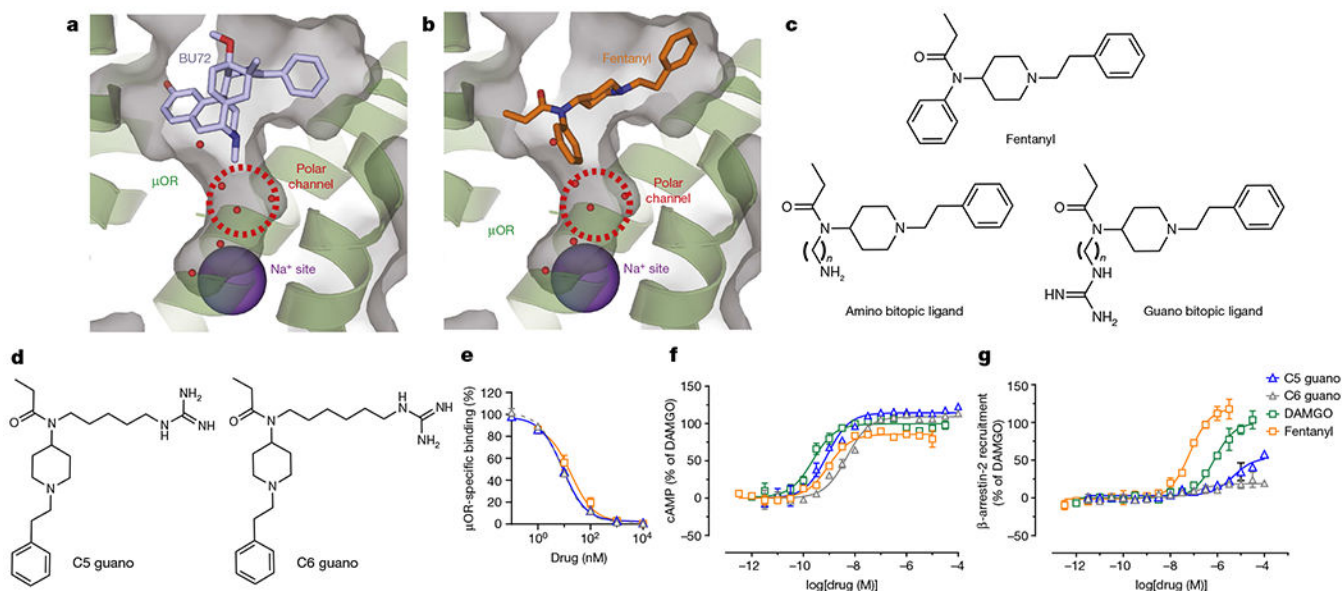 a
BU72
μOR
Polar
channel
Na⁺ site
b
Fentanyl
μOR
Polar
channel
Na⁺ site
c
O
N
N
Fentanyl
O
N
N
( )n
NH₂
Amino bitopic ligand
O
N
N
( )n
NH
HN
NH₂
Guano bitopic ligand
d
O
N
N
H
NH₂
NH
N
C5 guano
O
N
H
N
NH
NH₂
N
C6 guano
e
μOR-specific binding (%)
120
100
80
60
40
20
0
10⁰
10²
10⁴
Drug (nM)
f
cAMP (% of DAMGO)
150
100
50
0
−50
−12
−10
−8
−6
−4
log[drug (M)]
g
β-arrestin-2 recruitment
(% of DAMGO)
150
100
50
0
−50
−12
−10
−8
−6
−4
log[drug (M)]
C5 guano
C6 guano
DAMGO
Fentanyl